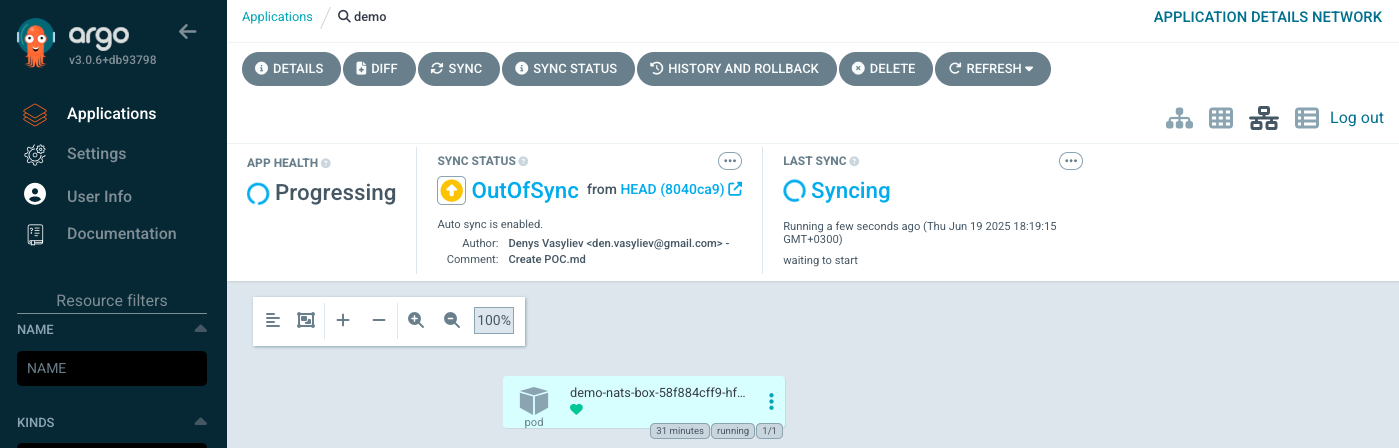 argo
v3.0.6+db93798
Applications
Settings
User Info
Documentation
Resource filters
NAME
NAME
KINDS
Applications / demo
APPLICATION DETAILS NETWORK
DETAILS DIFF SYNC SYNC STATUS HISTORY AND ROLLBACK DELETE REFRESH
Log out
APP HEALTH
Progressing
SYNC STATUS
OutOfSync from HEAD (8040ca9)
Auto sync is enabled.
Author: Denys Vasyliev <den.vasyliev@gmail.com> -
Comment: Create POC.md
LAST SYNC
Syncing
Running a few seconds ago (Thu Jun 19 2025 18:19:15
GMT+0300)
waiting to start
100%
demo-nats-box-58f884cff9-hf...
pod
31 minutes running 1/1